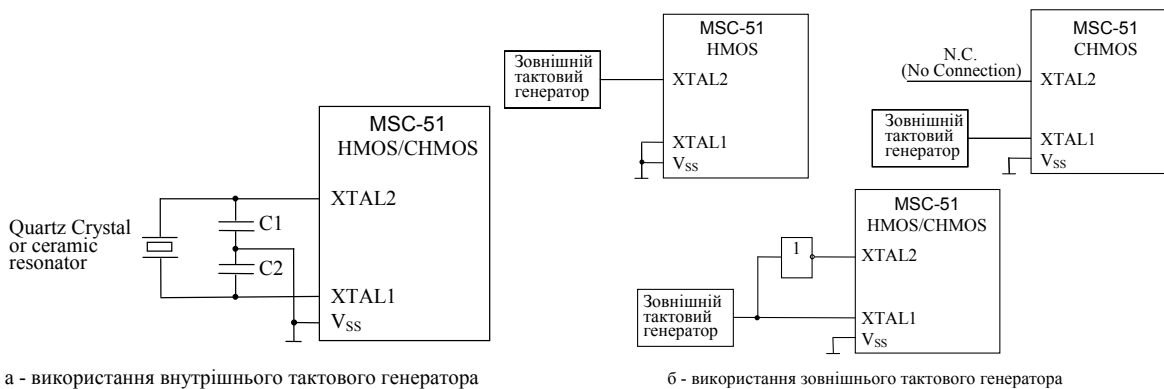 MSC-51
HMOS/CHMOS
XTAL2
Quartz Crystal
or ceramic
resonator
C1
C2
XTAL1
VSS
а - використання внутрішнього тактового генератора
MSC-51
HMOS
Зовнішній
тактовий
генератор
XTAL2
XTAL1
VSS
MSC-51
CHMOS
N.C.
(No Connection)
XTAL2
Зовнішній
тактовий
генератор
XTAL1
VSS
MSC-51
HMOS/CHMOS
1
XTAL2
Зовнішній
тактовий
генератор
XTAL1
VSS
б - використання зовнішнього тактового генератора